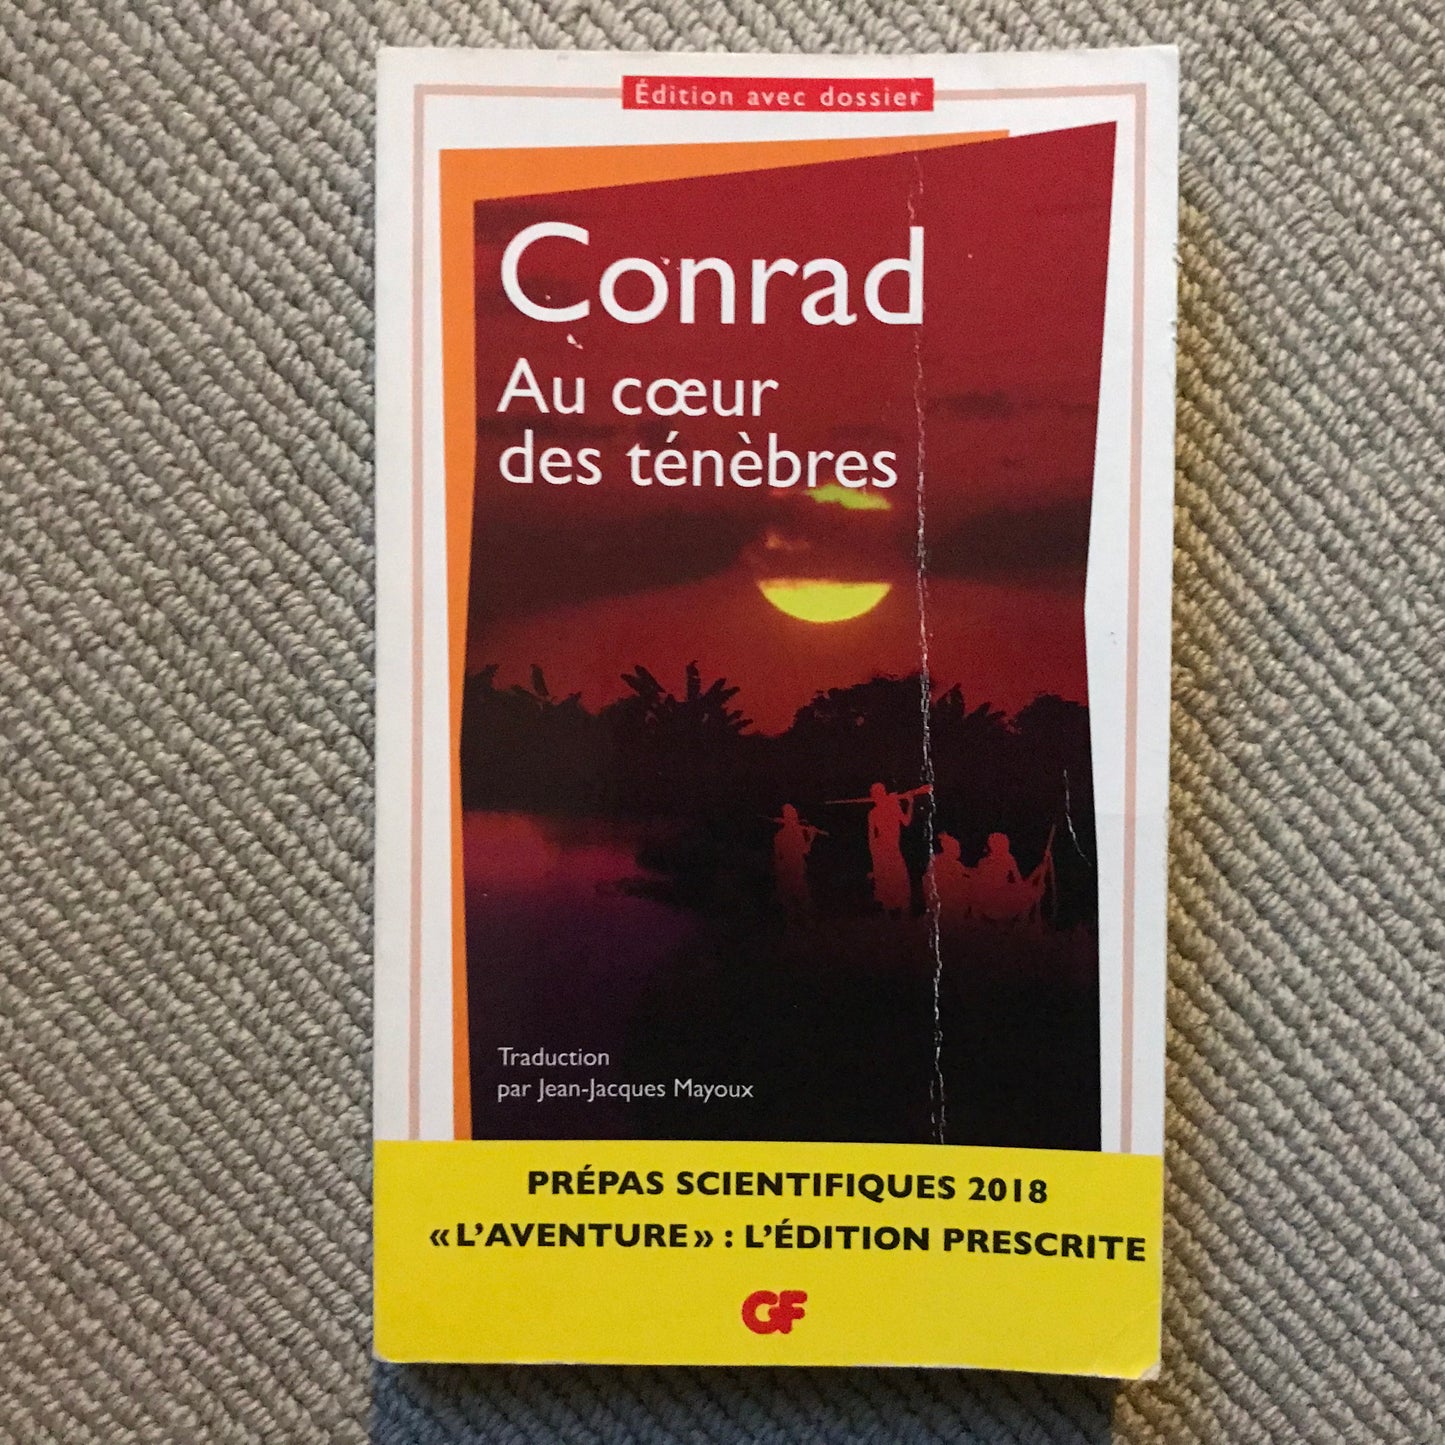 Édition avec dossier
Conrad
Au cœur
des ténèbres
Traduction
par Jean-Jacques Mayoux
PRÉPAS SCIENTIFIQUES 2018
« L'AVENTURE » : L'ÉDITION PRESCRITE
GF